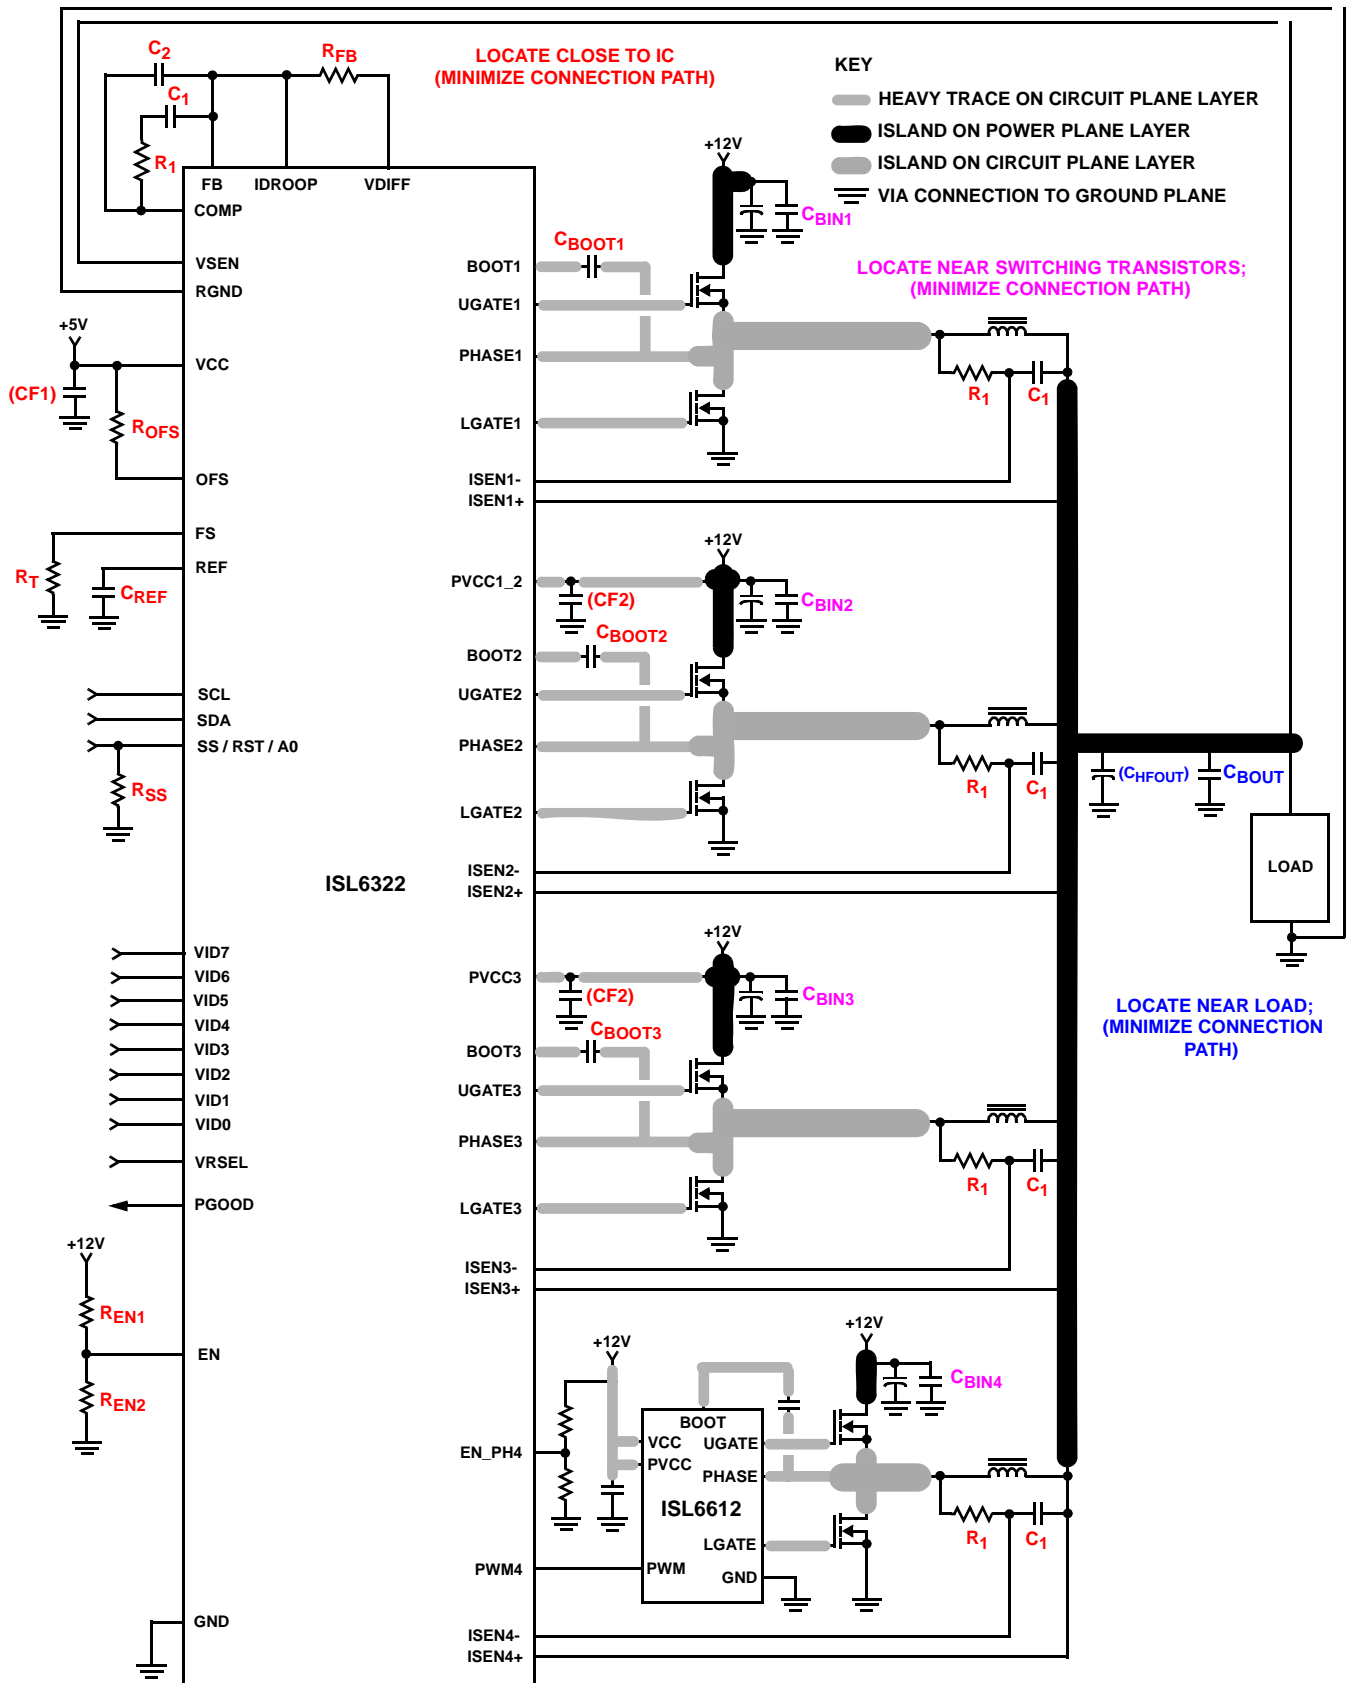 C2
RFB
C1
R1
LOCATE CLOSE TO IC
(MINIMIZE CONNECTION PATH)
KEY
HEAVY TRACE ON CIRCUIT PLANE LAYER
ISLAND ON POWER PLANE LAYER
ISLAND ON CIRCUIT PLANE LAYER
VIA CONNECTION TO GROUND PLANE
FB
IDROOP
VDIFF
COMP
VSEN
RGND
+5V
VCC
(CF1)
ROFS
OFS
FS
RT
REF
CREF
SCL
SDA
SS / RST / A0
RSS
ISL6322
VID7
VID6
VID5
VID4
VID3
VID2
VID1
VID0
VRSEL
PGOOD
+12V
REN1
EN
REN2
GND
+12V
CBIN1
CBOOT1
BOOT1
UGATE1
PHASE1
LGATE1
LOCATE NEAR SWITCHING TRANSISTORS;
(MINIMIZE CONNECTION PATH)
R1
C1
ISEN1-
ISEN1+
+12V
PVCC1_2
(CF2)
CBIN2
CBOOT2
BOOT2
UGATE2
PHASE2
LGATE2
R1
C1
ISEN2-
ISEN2+
(CHFOUT)
CBOUT
LOAD
LOCATE NEAR LOAD;
(MINIMIZE CONNECTION
PATH)
+12V
PVCC3
(CF2)
CBIN3
CBOOT3
BOOT3
UGATE3
PHASE3
LGATE3
R1
C1
ISEN3-
ISEN3+
+12V
+12V
CBIN4
EN_PH4
BOOT
VCC
UGATE
PVCC
PHASE
ISL6612
LGATE
PWM
GND
R1
C1
PWM4
ISEN4-
ISEN4+